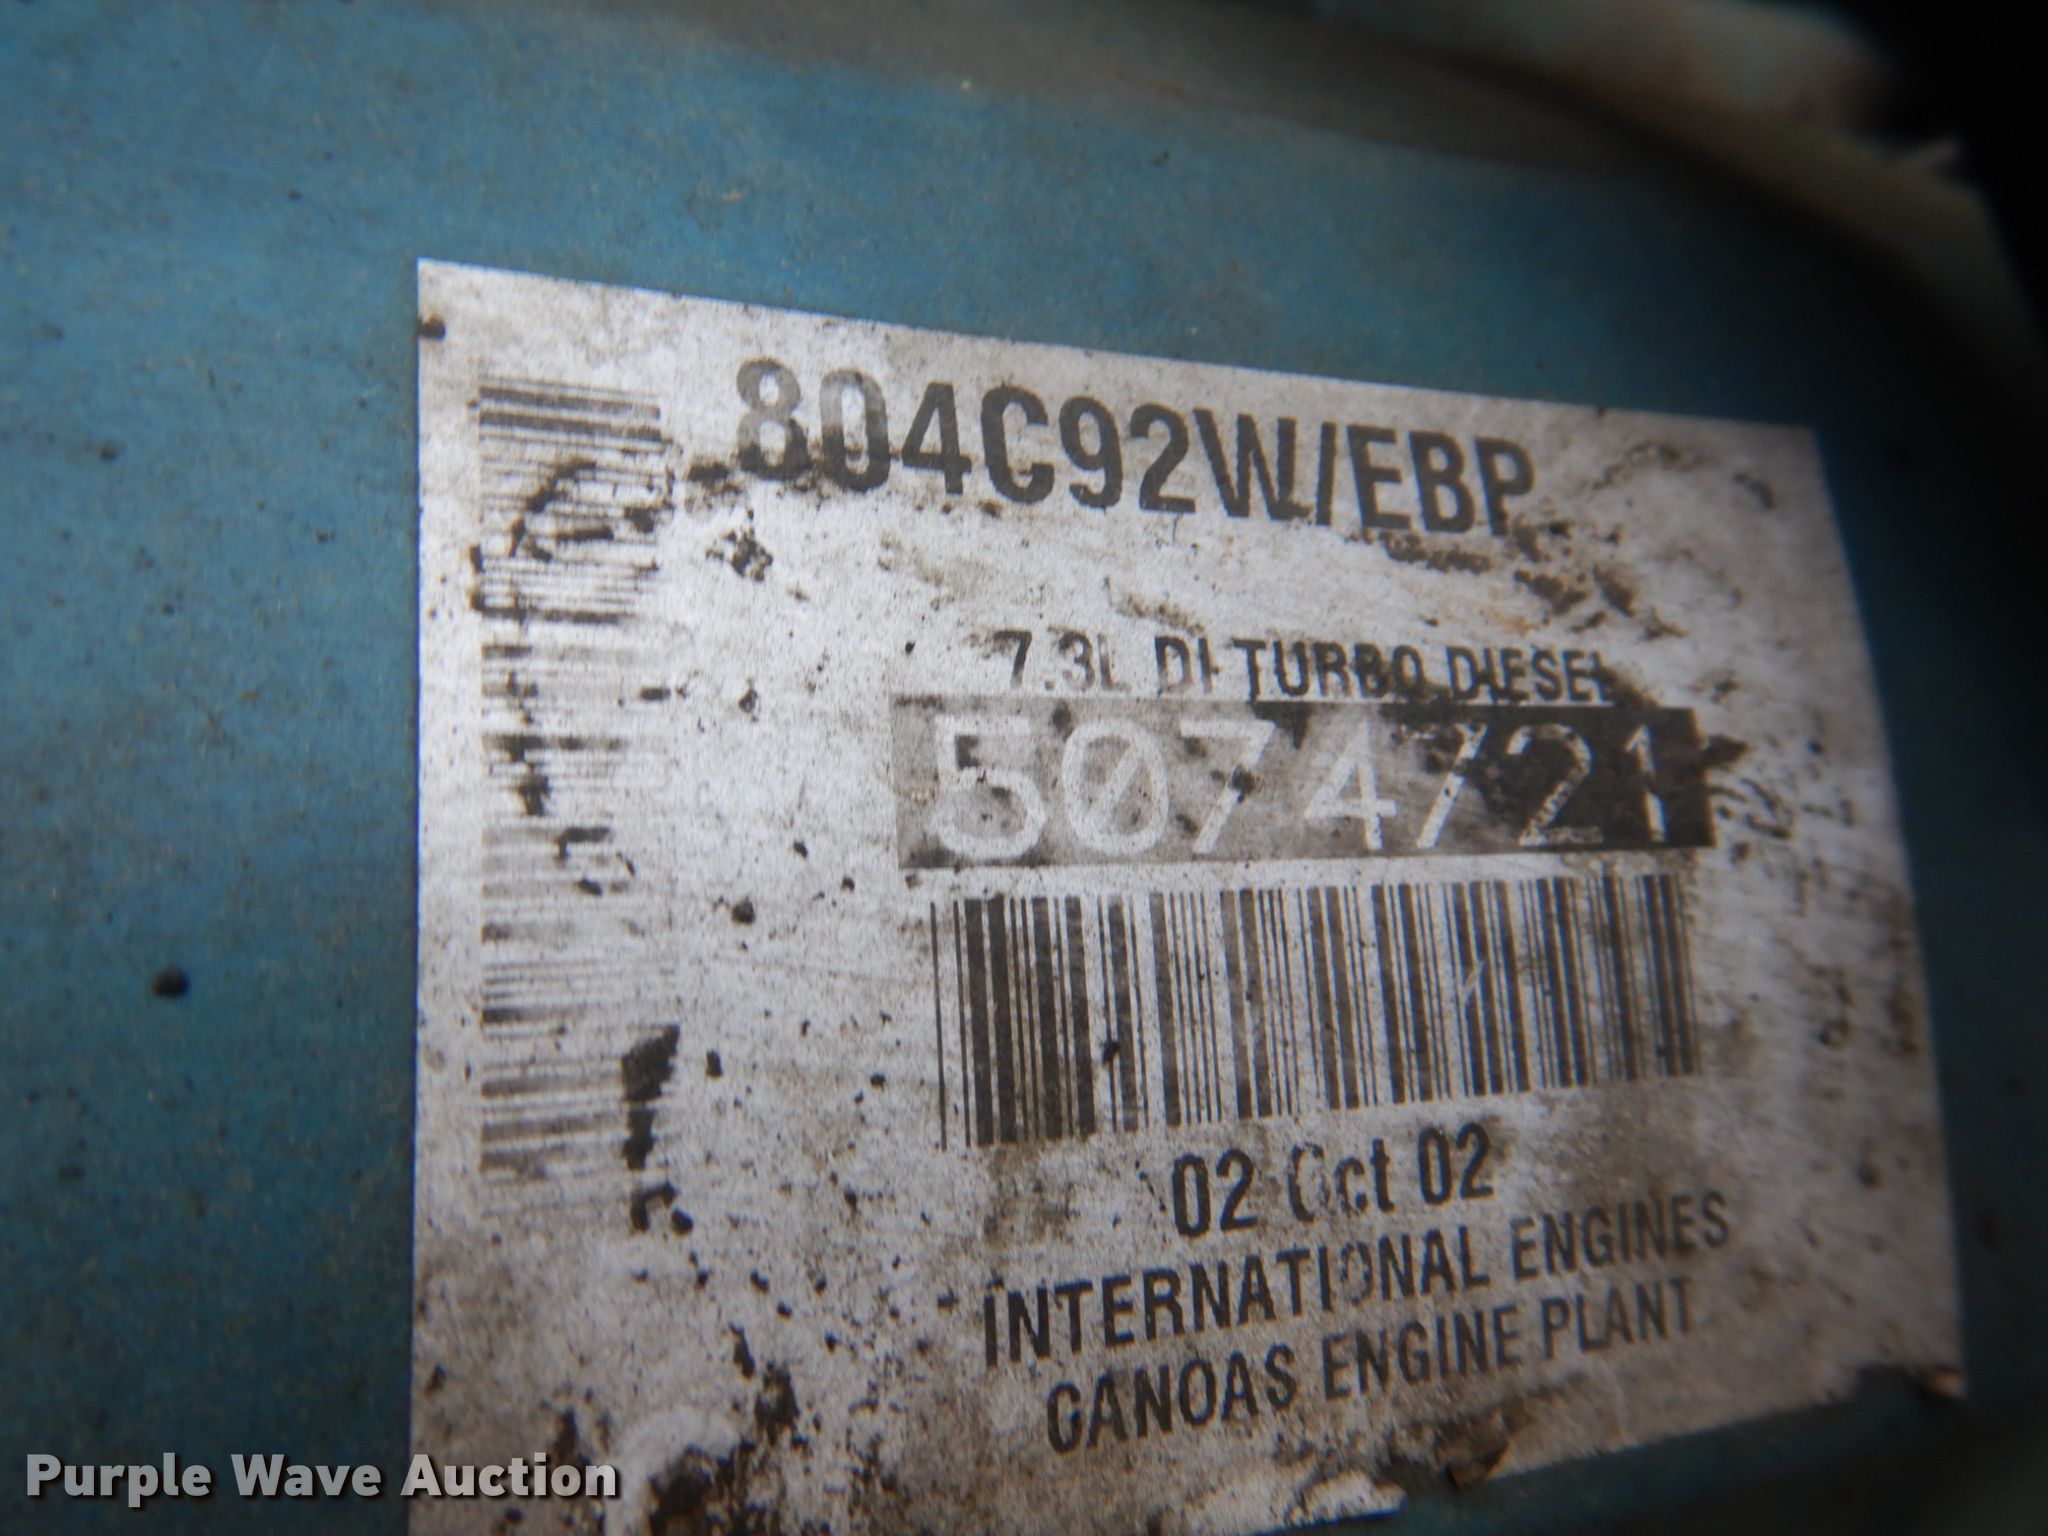 804C92W/EBP
7.3L DI TURBO DIESEL
5074721
02 Oct 02
INTERNATIONAL ENGINES
CANOAS ENGINE PLANT
Purple Wave Auction